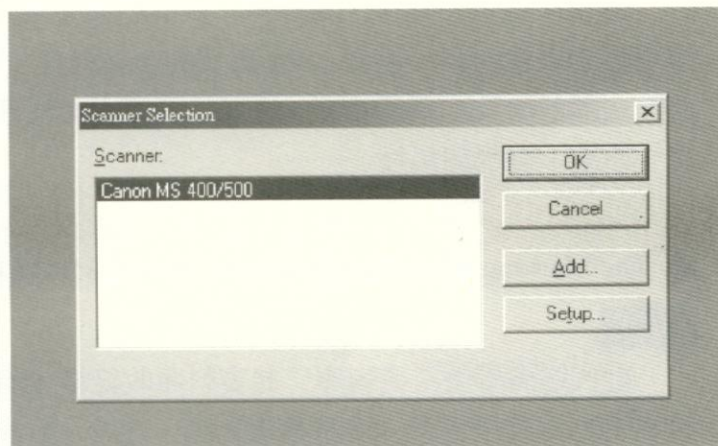 Scanner Selection
Scanner:
Canon MS 400/500
OK
Cancel
Add...
Setup...